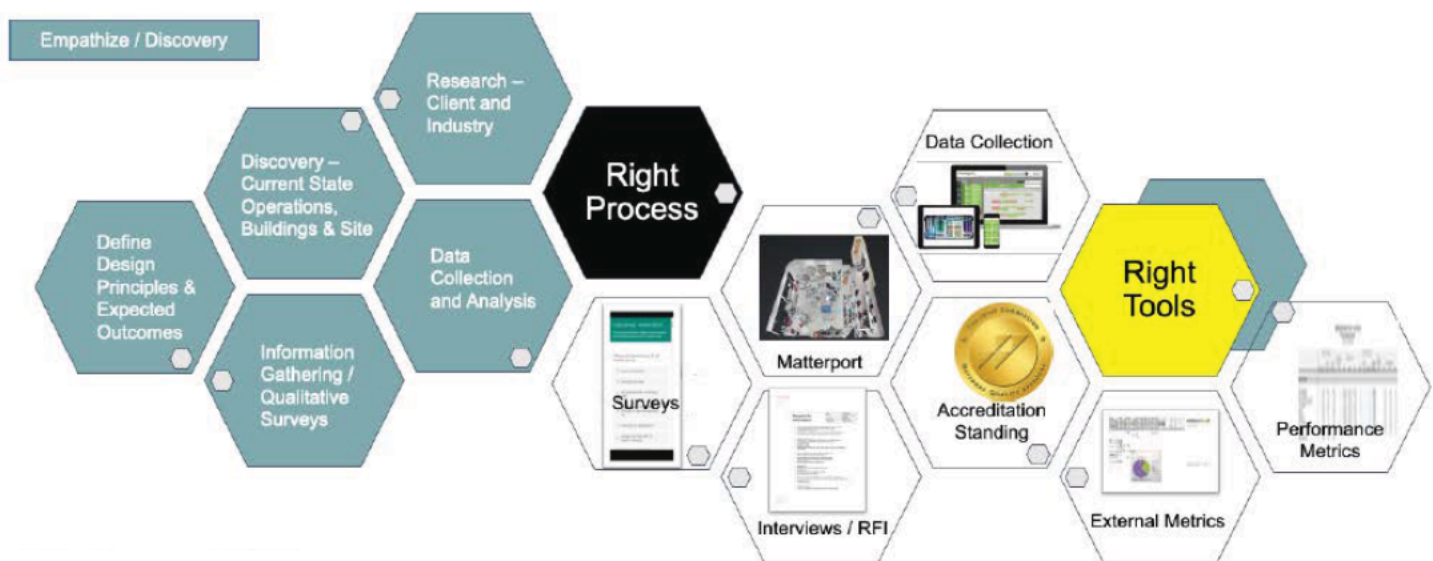 Empathize / Discovery
Research –
Client and
Industry
Discovery –
Current State
Operations,
Buildings & Site
Define
Design
Principles &
Expected
Outcomes
Data
Collection
and Analysis
Information
Gathering /
Qualitative
Surveys
Right
Process
Surveys
Matterport
Interviews / RFI
Data Collection
Accreditation
Standing
Right
Tools
External Metrics
Performance
Metrics